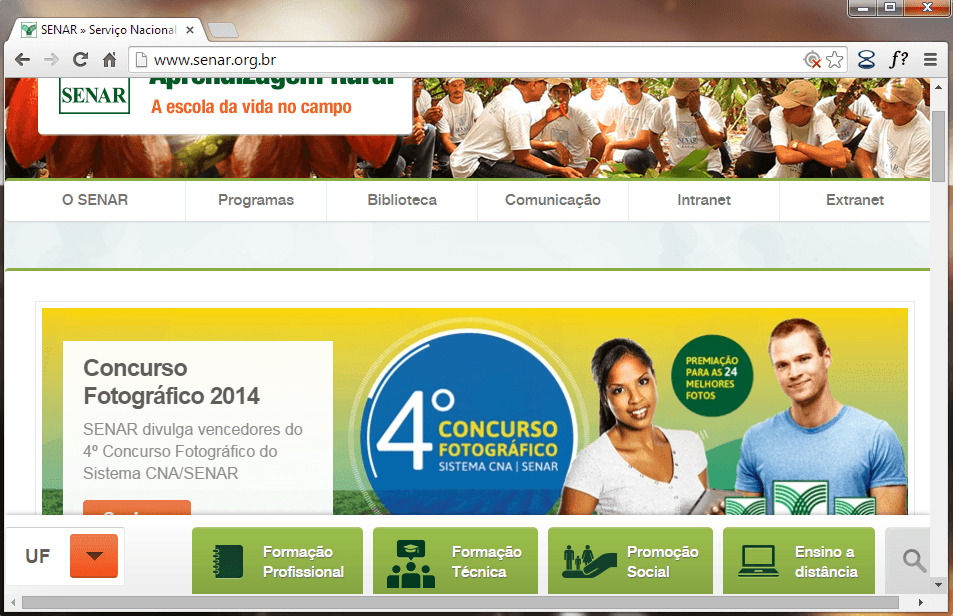 SENAR » Serviço Nacional
www.senar.org.br
Aprendizagem Rural
SENAR
A escola da vida no campo
O SENAR
Programas
Biblioteca
Comunicação
Intranet
Extranet
Concurso
Fotográfico 2014
SENAR divulga vencedores do
4º Concurso Fotográfico do
Sistema CNA/SENAR
4º
CONCURSO
FOTOGRÁFICO
SISTEMA CNA | SENAR
PREMIAÇÃO
PARA AS 24
MELHORES
FOTOS
UF
Formação
Profissional
Formação
Técnica
Promoção
Social
Ensino a
distância
f?